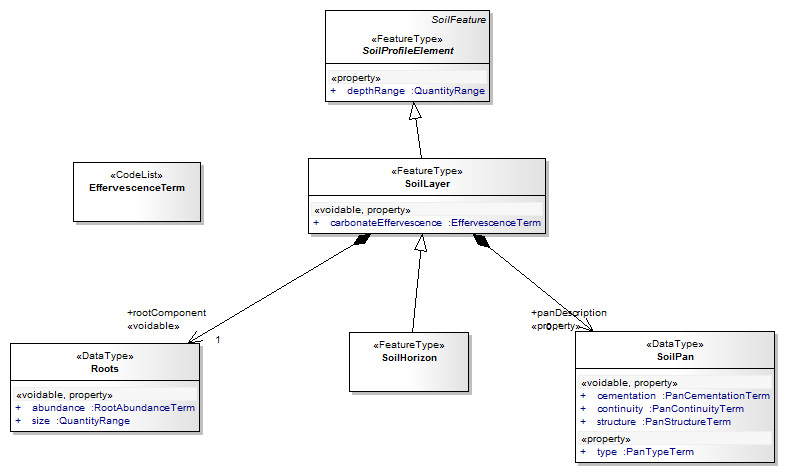 SoilFeature
«FeatureType»
SoilProfileElement
«property»
+ depthRange :QuantityRange
«CodeList»
EffervescenceTerm
«FeatureType»
SoilLayer
«voidable, property»
+ carbonateEffervescence :EffervescenceTerm
+rootComponent
«voidable»
1
+panDescription
«property»
«DataType»
Roots
«voidable, property»
+ abundance :RootAbundanceTerm
+ size :QuantityRange
«FeatureType»
SoilHorizon
«DataType»
SoilPan
«voidable, property»
+ cementation :PanCementationTerm
+ continuity :PanContinuityTerm
+ structure :PanStructureTerm
«property»
+ type :PanTypeTerm